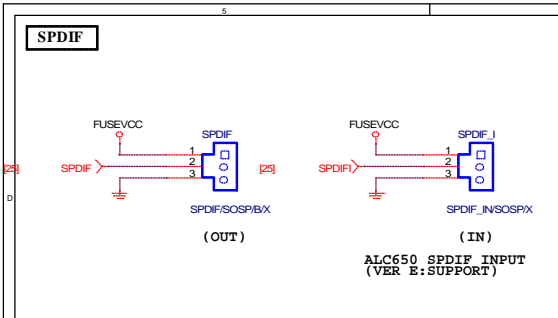 5
SPDIF
FUSEVCC
SPDIF
1
2
3
[25]
SPDIF
SPDIF/SOSP/B/X
(OUT)
FUSEVCC
SPDIF_I
1
2
3
[25]
SPDIFI
SPDIF_IN/SOSP/X
(IN)
D
ALC650 SPDIF INPUT
(VER E:SUPPORT)